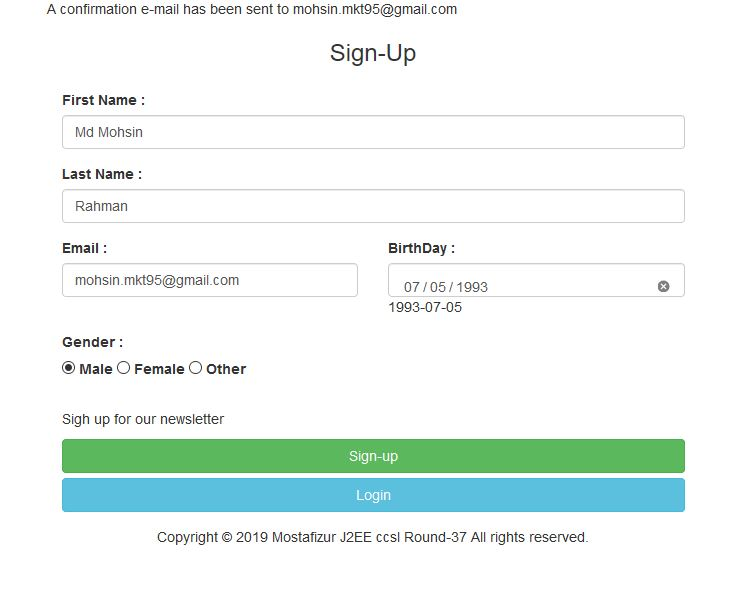 A confirmation e-mail has been sent to mohsin.mkt95@gmail.com
Sign-Up
First Name :
Md Mohsin
Last Name :
Rahman
Email :
BirthDay :
mohsin.mkt95@gmail.com
07 / 05 / 1993
1993-07-05
Gender :
Male Female Other
Sigh up for our newsletter
Sign-up
Login
Copyright © 2019 Mostafizur J2EE ccsl Round-37 All rights reserved.